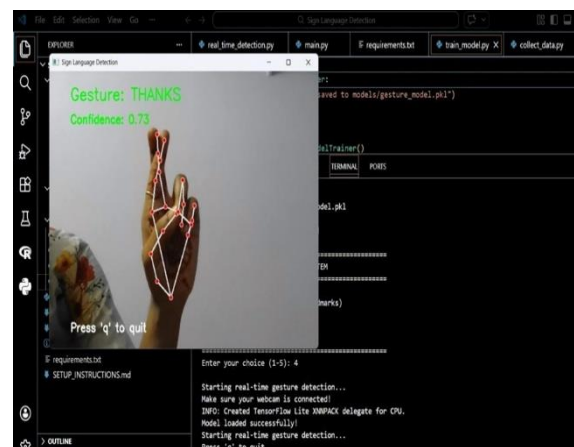 File Edit Selection View Go ...
Sign Language Detection
EXPLORER
real_time_detection.py
main.py
requirements.txt
train_model.py
collect_data.py
Sign Language Detection
Gesture: THANKS
Confidence: 0.73
Press 'q' to quit
er:
saved to models/gesture_model.pkl")
delTrainer()
TERMINAL PORTS
del.pkl
TEM
marks)
Enter your choice (1-5): 4
Starting real-time gesture detection...
Make sure your webcam is connected!
INFO: Created TensorFlow Lite XNNPACK delegate for CPU.
Model loaded successfully!
Starting real-time gesture detection...
Press 'q' to quit
requirements.txt
SETUP_INSTRUCTIONS.md
OUTLINE